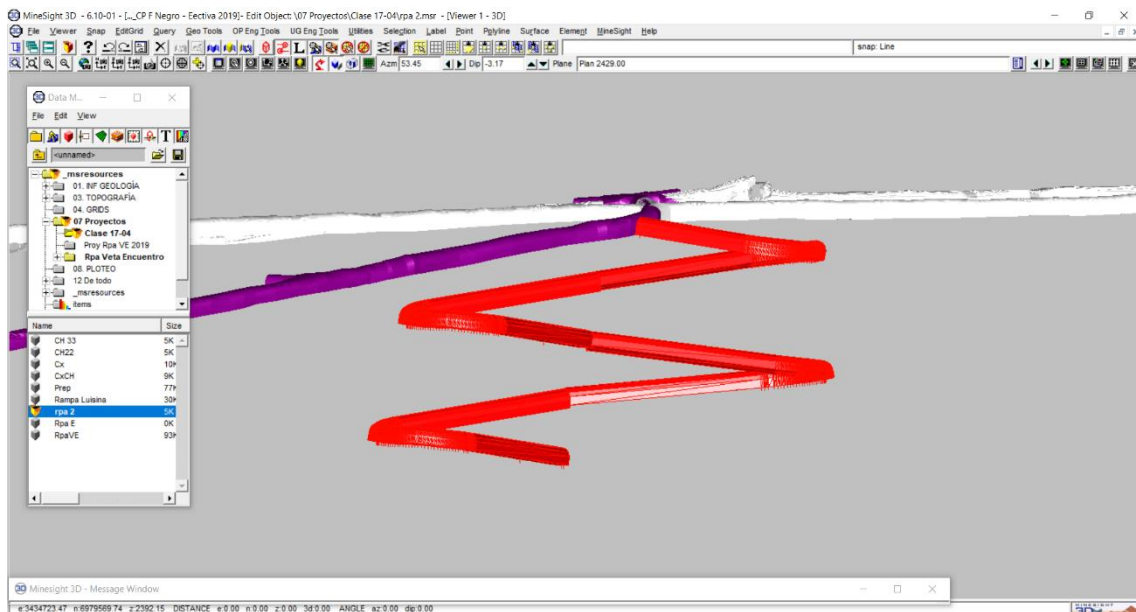 MineSight 3D - 6.10-01 - [..._CP F Negro - Eectiva 2019]- Edit Object: \07 Proyectos\Clase 17-04\rpa 2.msr - [Viewer 1 - 3D]
File Viewer Snap EditGrid Query Geo Tools OP Eng Tools UG Eng Tools Utilities Selection Label Point Polyline Surface Element MineSight Help
snap: Line
Azm 53.45 Dip -3.17 Plane Plan 2429.00
Data M...
File Edit View
<unnamed>
_msresources
01. INF GEOLOGÍA
03. TOPOGRAFÍA
04. GRIDS
07 Proyectos
Clase 17-04
Proy Rpa VE 2019
Rpa Veta Encuentro
08. PLOTEO
12 De todo
_msresources
items
Name Size
CH 33 5K
CH22 5K
Cx 10K
CxCH 9K
Prep 77K
Rampa Luisina 30K
rpa 2 5K
Rpa E 0K
RpaVE 93K
Minesight 3D - Message Window
e:3434723.47 n:6979569.74 z:2392.15 DISTANCE e:0.00 n:0.00 z:0.00 3d:0.00 ANGLE az:0.00 dip:0.00
MINESIGHT
3D